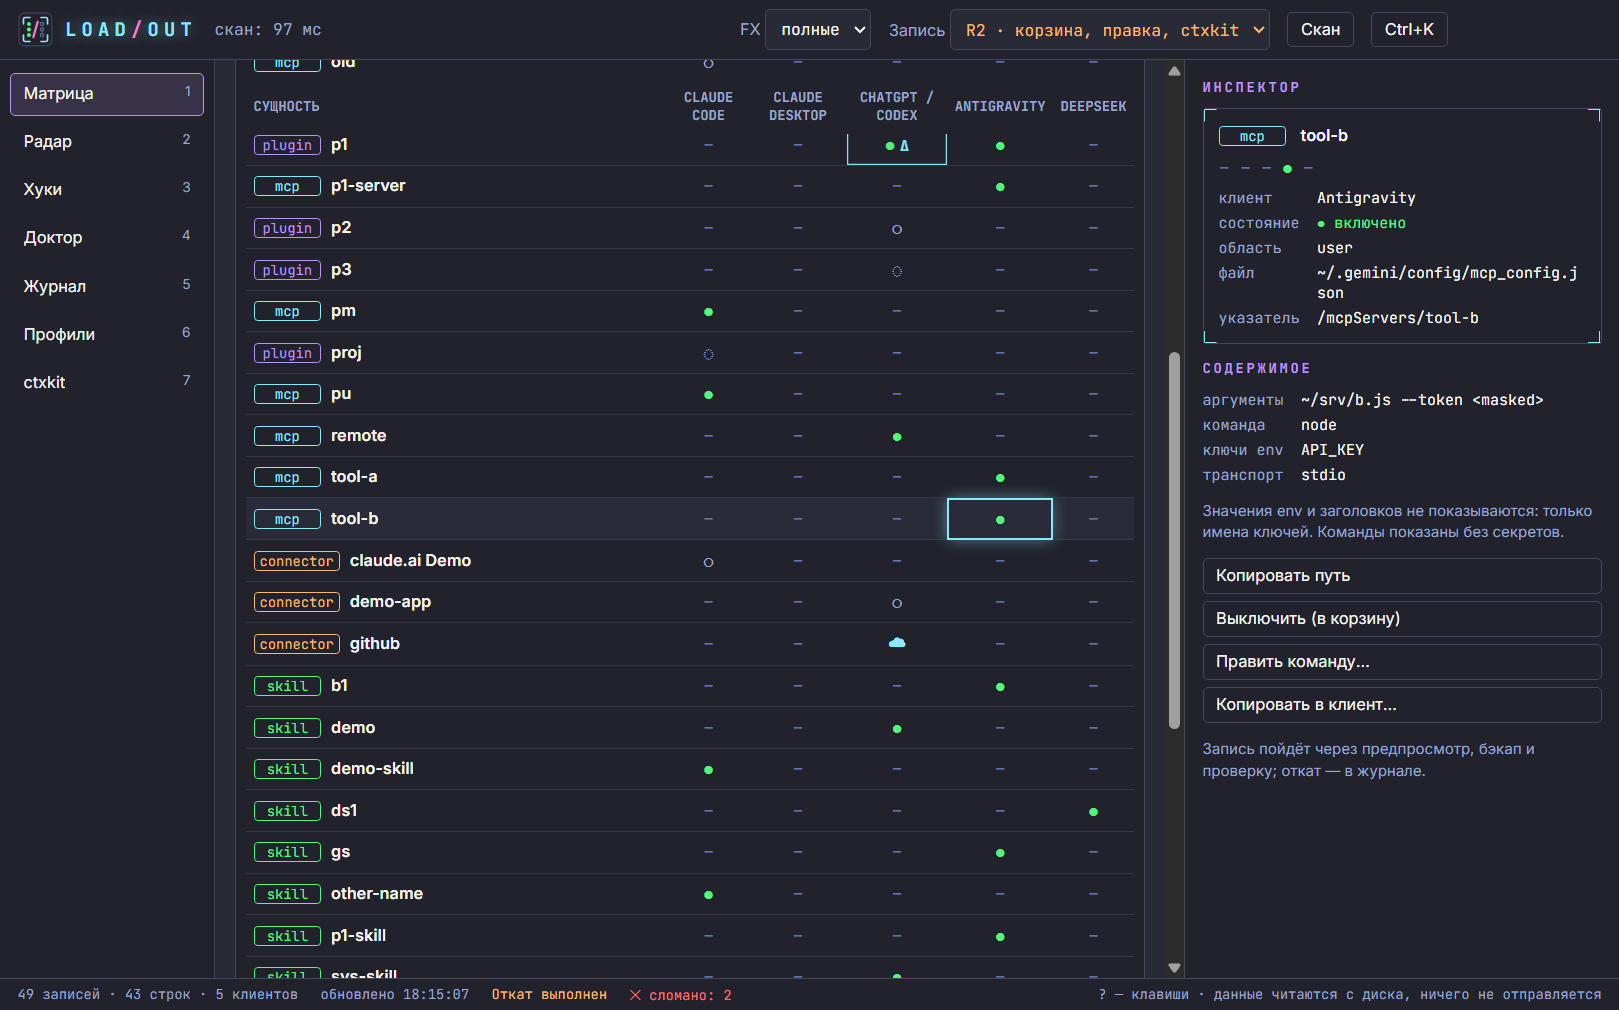 LOAD/OUT скан: 97 мс FX полные Запись R2 · корзина, правка, ctxkit Скан Ctrl+K
Матрица 1
Радар 2
Хуки 3
Доктор 4
Журнал 5
Профили 6
ctxkit 7
mcp old — — — —
СУЩНОСТЬ CLAUDE CODE CLAUDE DESKTOP CHATGPT / CODEX ANTIGRAVITY DEEPSEEK
plugin p1 — — ● Δ ● —
mcp p1-server — — — ● —
plugin p2 — — ○ — —
plugin p3 — — ◌ — —
mcp pm ● — — — —
plugin proj ◌ — — — —
mcp pu ● — — — —
mcp remote — — ● — —
mcp tool-a — — — ● —
mcp tool-b — — — ● —
connector claude.ai Demo ○ — — — —
connector demo-app — — ○ — —
connector github — — — —
skill b1 — — — ● —
skill demo — — ● — —
skill demo-skill ● — — — —
skill ds1 — — — — ●
skill gs — — — ● —
skill other-name ● — — — —
skill p1-skill — — — ● —
skill sys-skill — — ● — —
ИНСПЕКТОР
mcp tool-b
— — — ● —
клиент Antigravity
состояние ● включено
область user
файл ~/.gemini/config/mcp_config.j
son
указатель /mcpServers/tool-b
СОДЕРЖИМОЕ
аргументы ~/srv/b.js --token <masked>
команда node
ключи env API_KEY
транспорт stdio
Значения env и заголовков не показываются: только
имена ключей. Команды показаны без секретов.
Копировать путь
Выключить (в корзину)
Править команду...
Копировать в клиент...
Запись пойдёт через предпросмотр, бэкап и
проверку; откат — в журнале.
49 записей · 43 строк · 5 клиентов обновлено 18:15:07 Откат выполнен ✕ сломано: 2 ? — клавиши · данные читаются с диска, ничего не отправляется